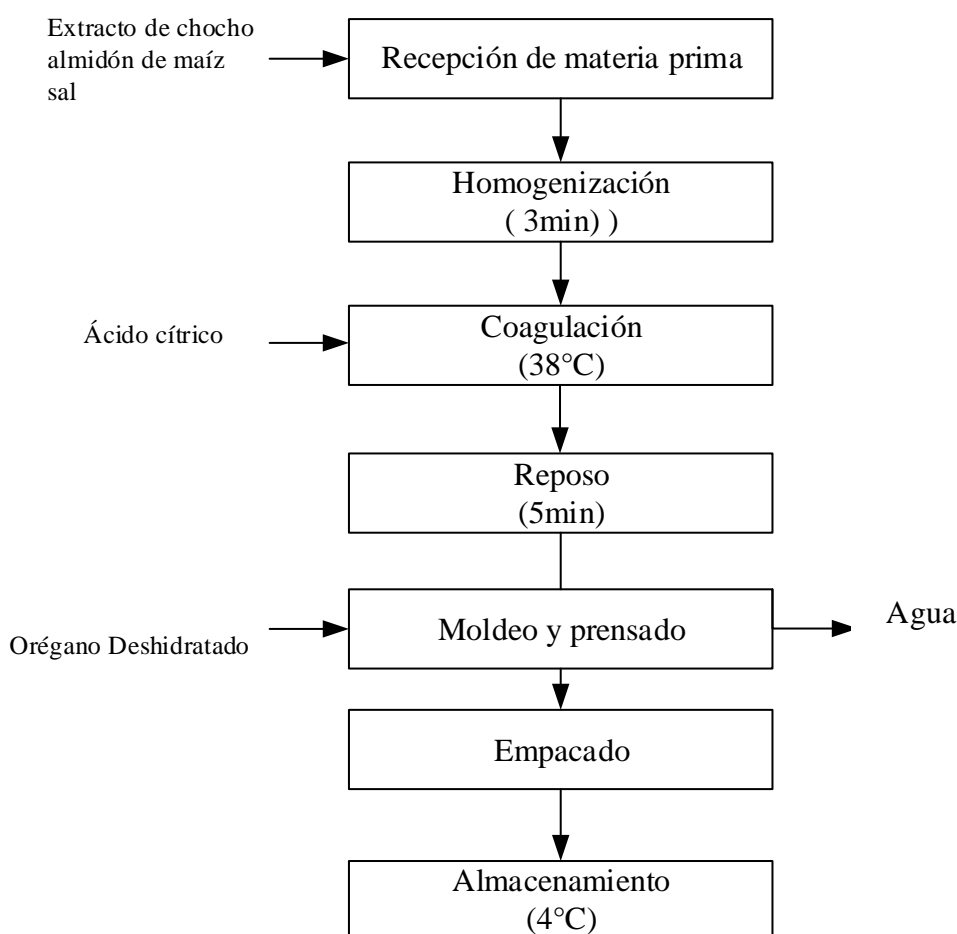 Extracto de chocho
almidón de maíz
sal
Recepción de materia prima
Homogenización
( 3min) )
Ácido cítrico
Coagulación
(38°C)
Reposo
(5min)
Orégano Deshidratado
Moldeo y prensado
Agua
Empacado
Almacenamiento
(4°C)